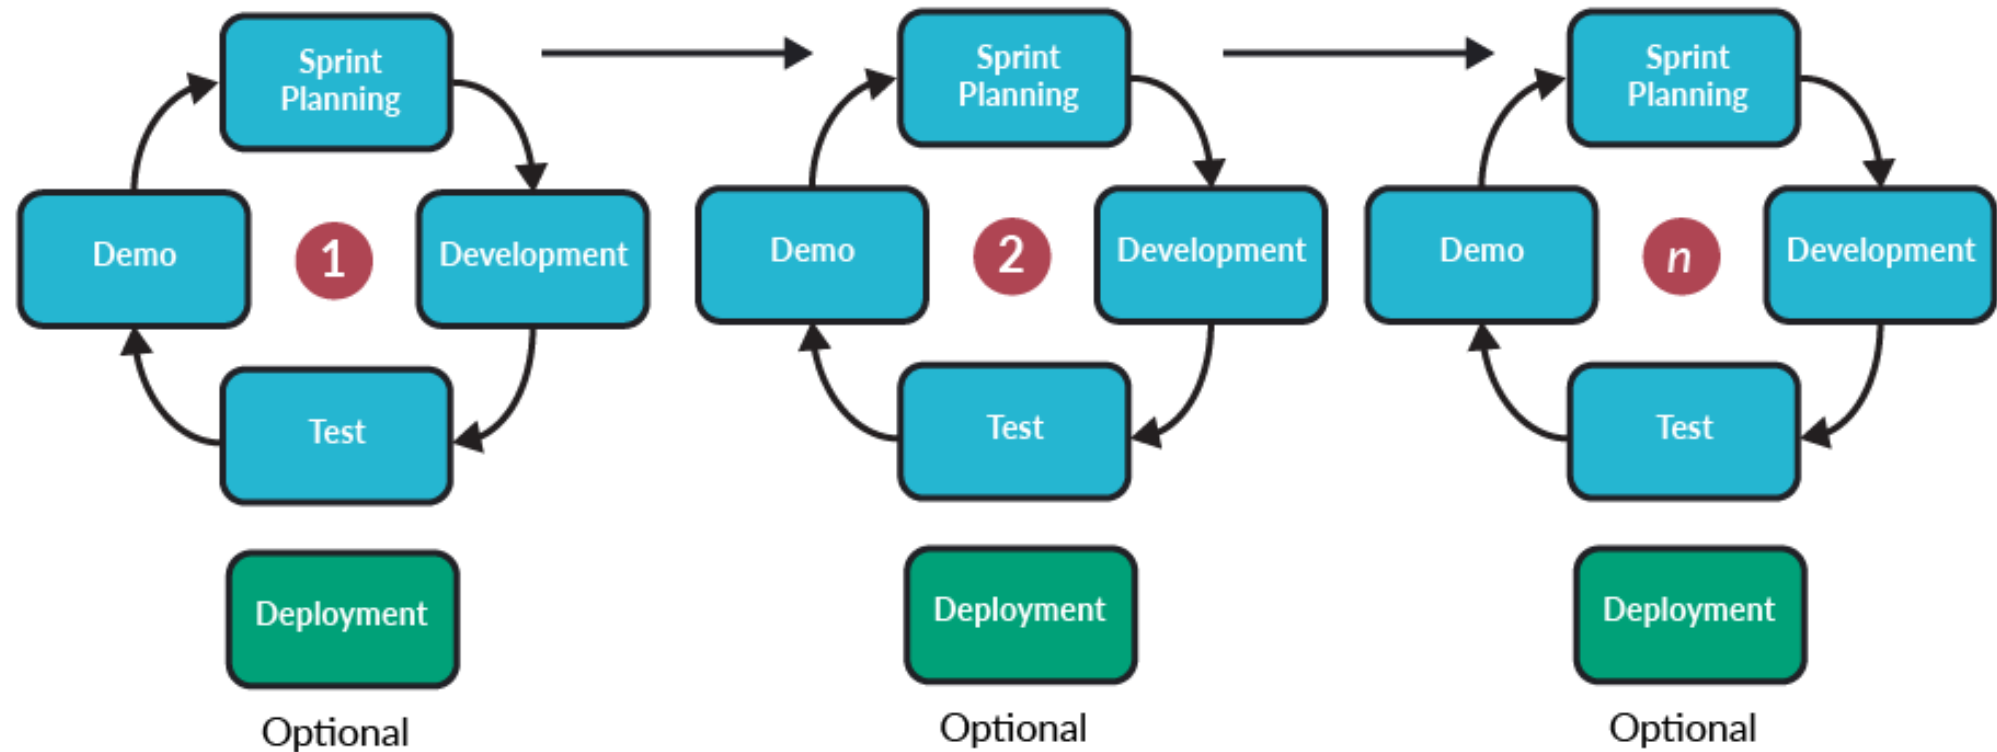 Sprint
Planning
Demo
1
Development
Test
Deployment
Optional
Sprint
Planning
Demo
2
Development
Test
Deployment
Optional
Sprint
Planning
Demo
n
Development
Test
Deployment
Optional